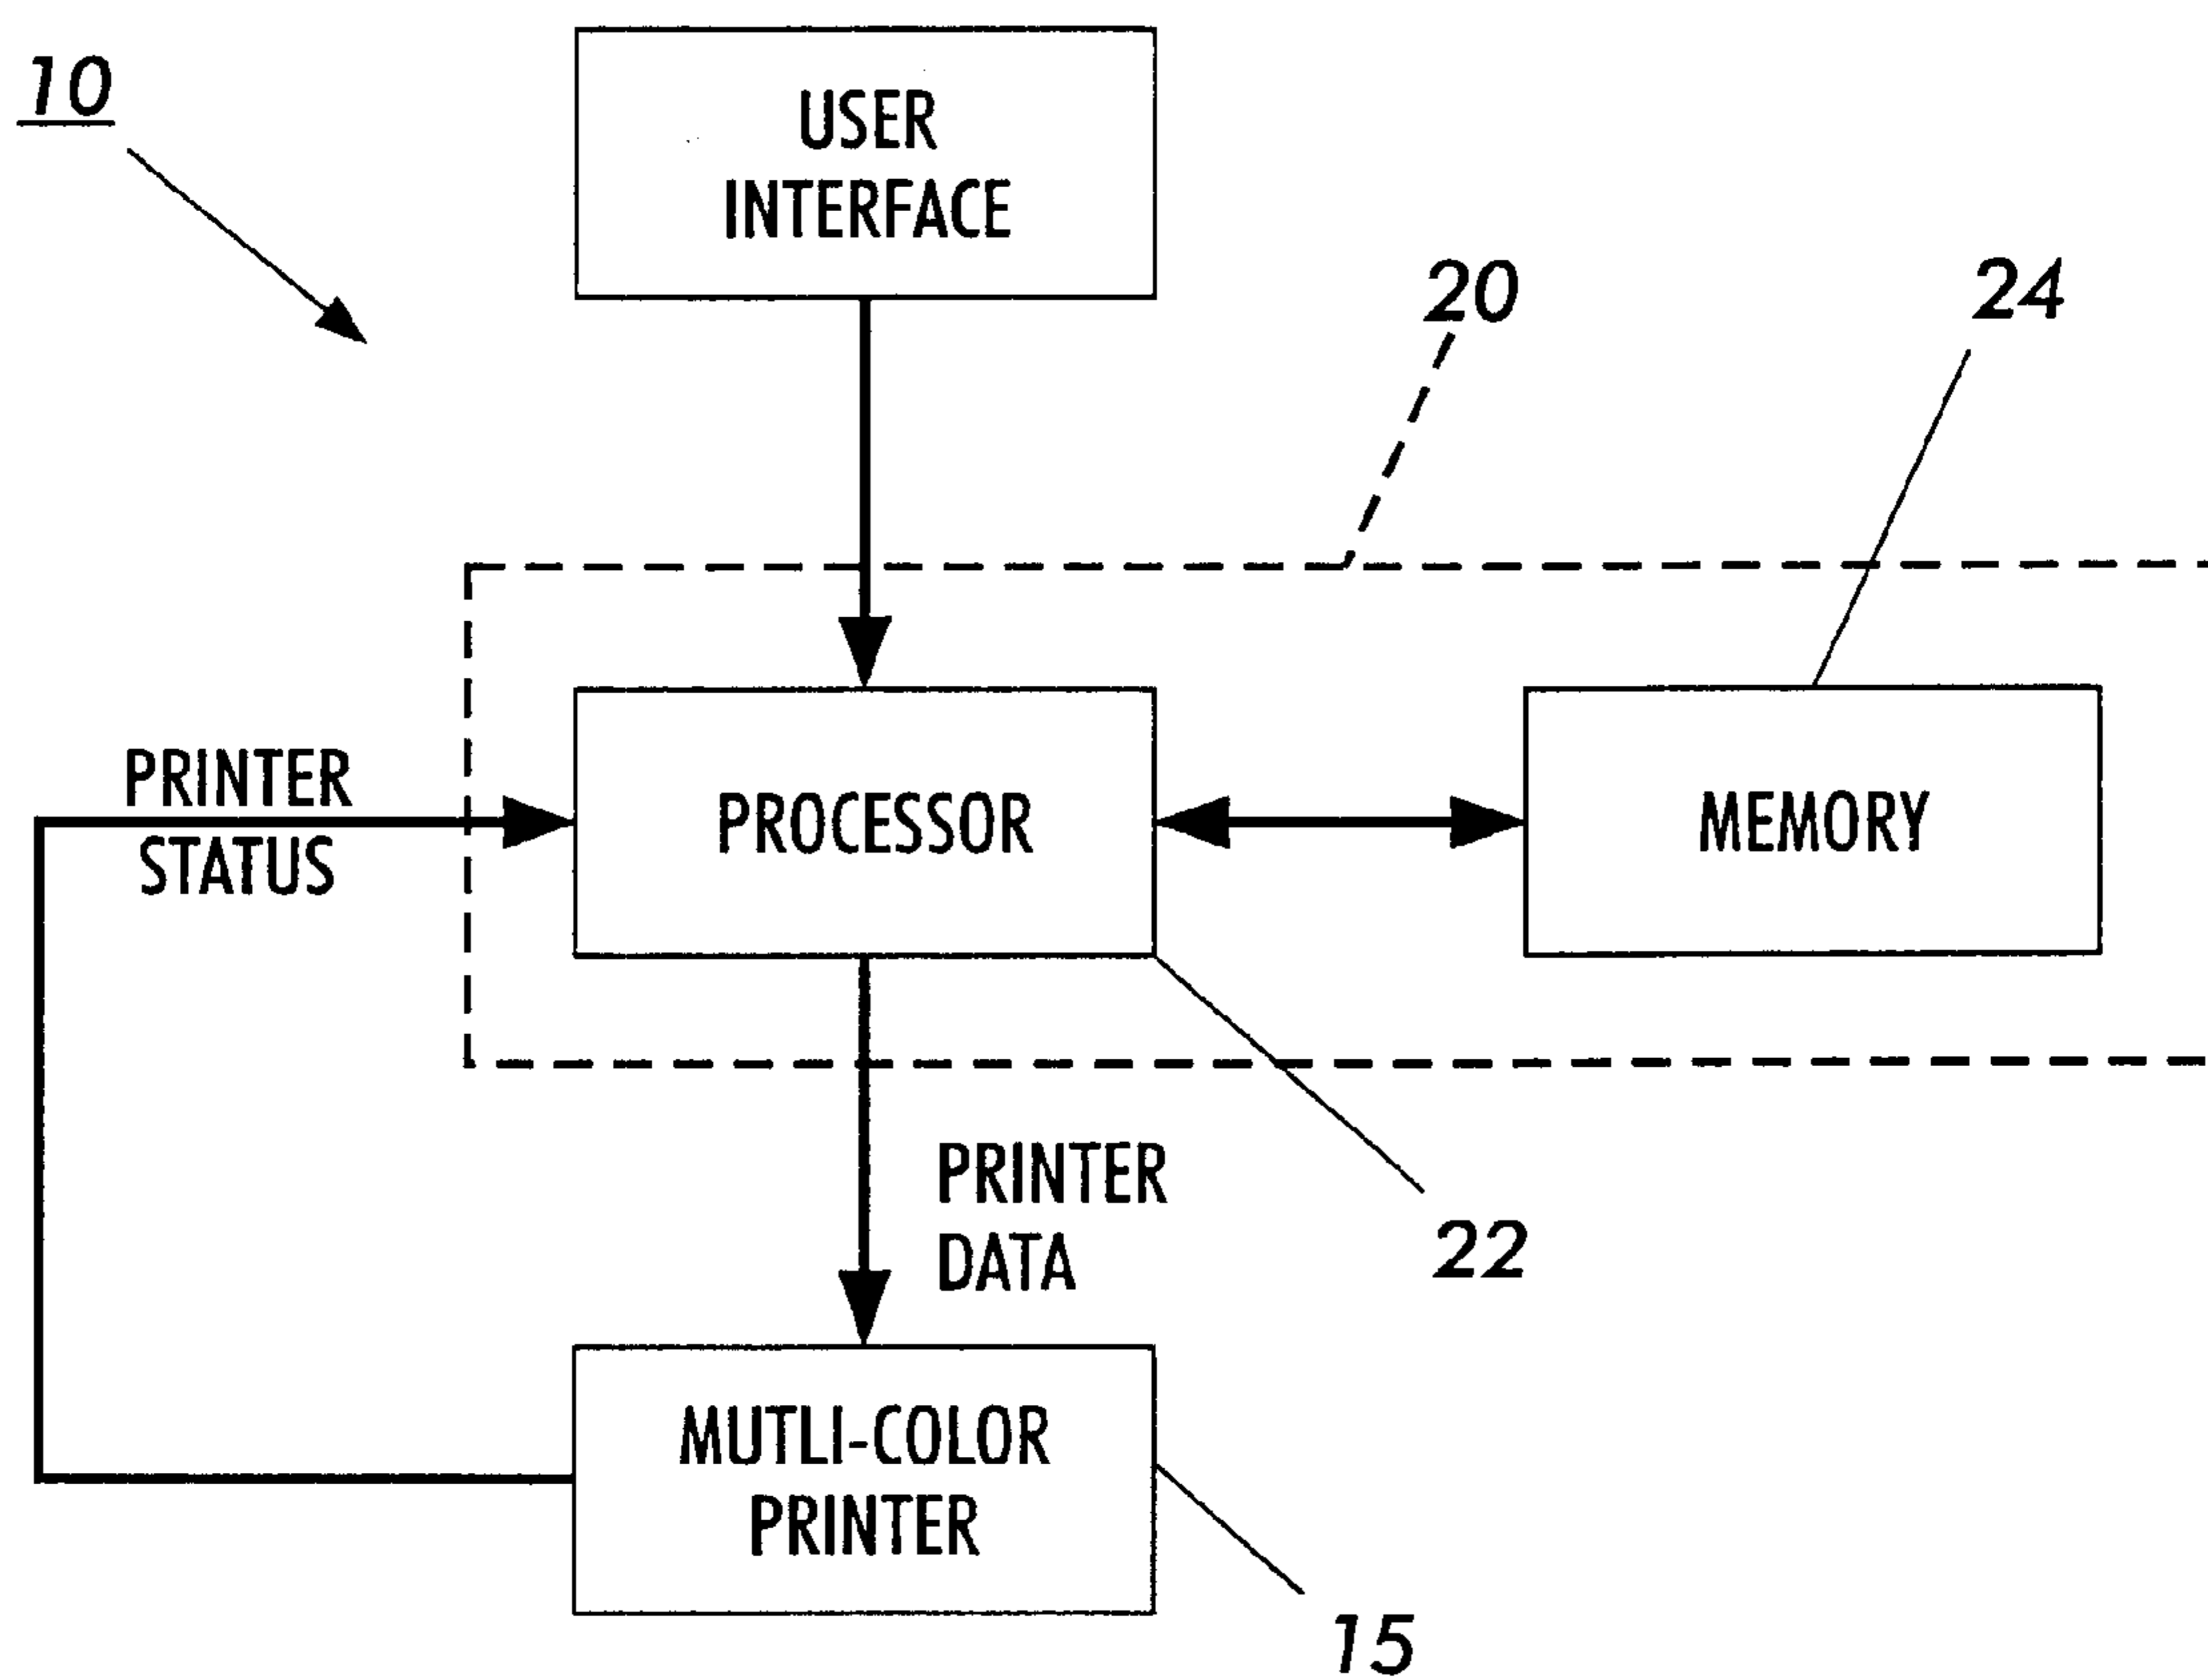 10
USER
INTERFACE
20
24
PRINTER
STATUS
PROCESSOR
MEMORY
PRINTER
DATA
22
MUTLI-COLOR
PRINTER
15